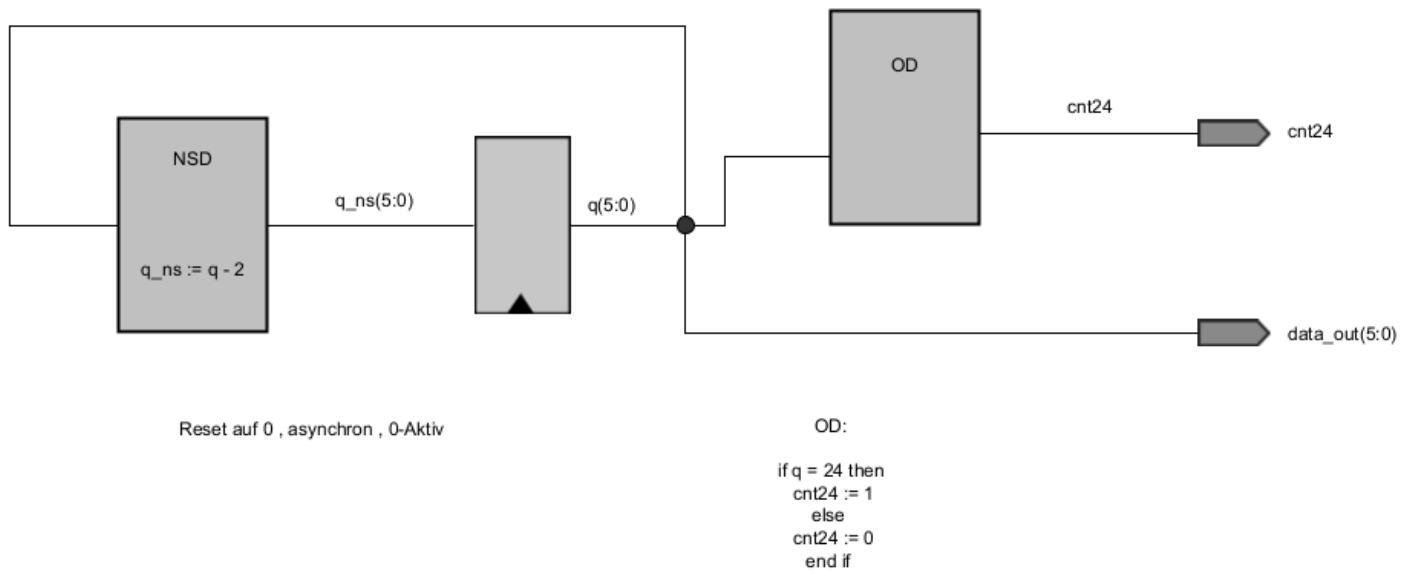 OD
cnt24
cnt24
NSD
q_ns(5:0)
q(5:0)
q_ns := q - 2
data_out(5:0)
Reset auf 0 , asynchron , 0-Aktiv
OD:
if q = 24 then
cnt24 := 1
else
cnt24 := 0
end if